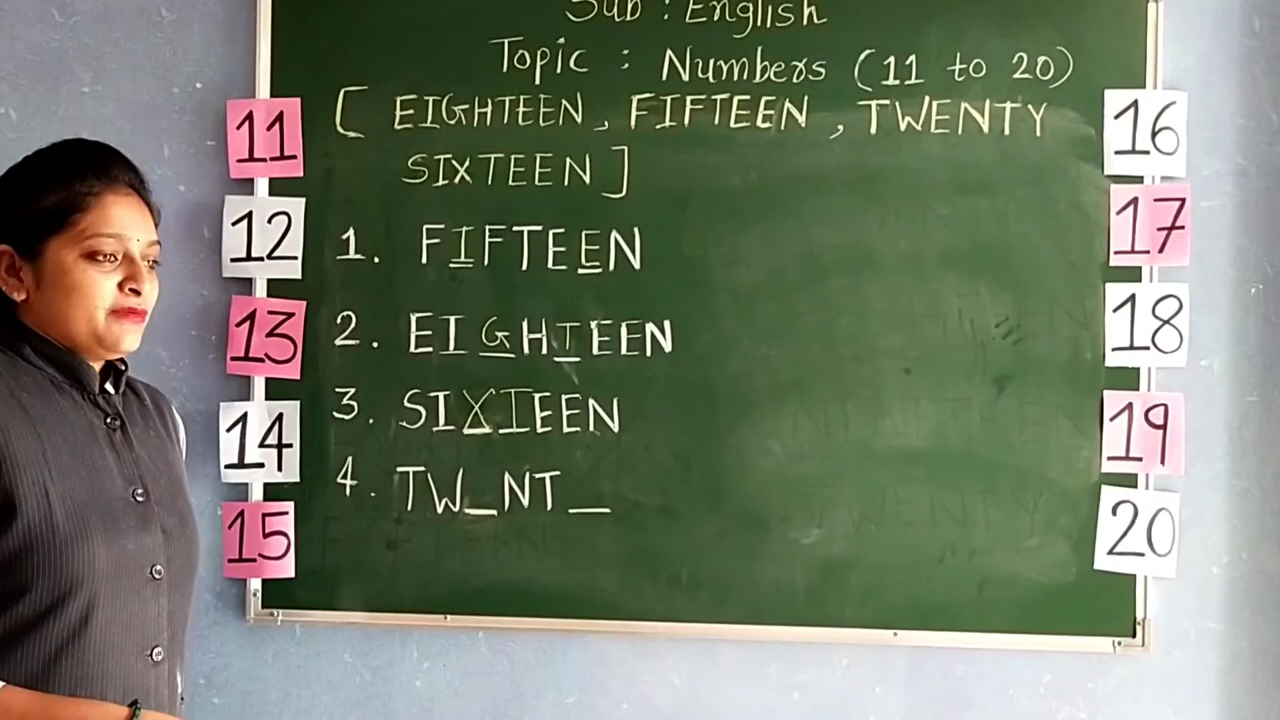 Sub : English
Topic : Numbers (11 to 20)
[ EIGHTEEN, FIFTEEN, TWENTY
SIXTEEN ]
1. FIFTEEN
2. EIGHTEEN
3. SIXTEEN
4. TW_NT_
11
12
13
14
15
16
17
18
19
20